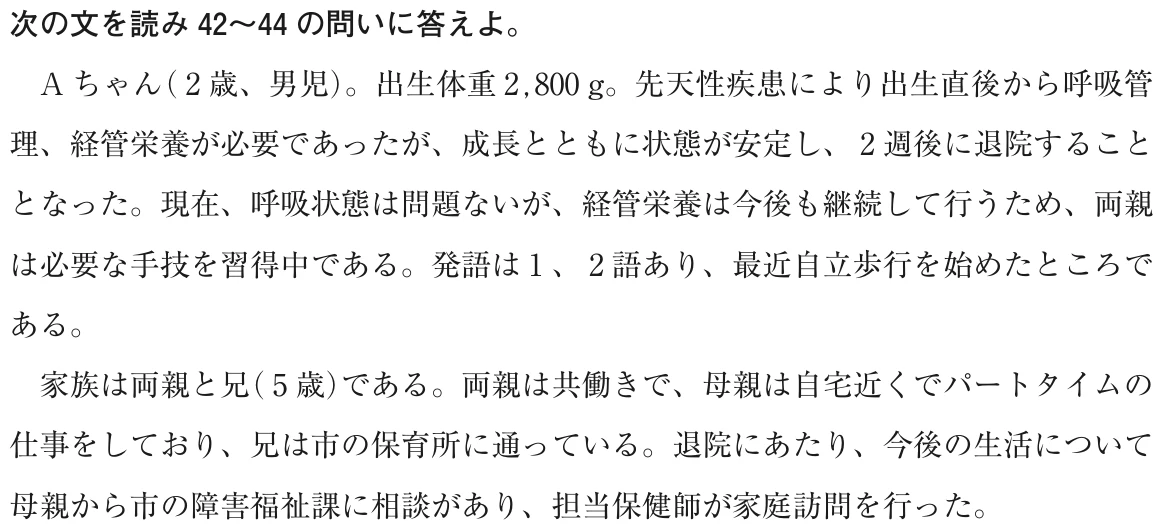 次の文を読み 42～44 の問いに答えよ。
　A ちゃん(２歳、男児)。出生体重 2,800 g。先天性疾患により出生直後から呼吸管
理、経管栄養が必要であったが、成長とともに状態が安定し、２週後に退院すること
となった。現在、呼吸状態は問題ないが、経管栄養は今後も継続して行うため、両親
は必要な手技を習得中である。発語は１、２語あり、最近自立歩行を始めたところで
ある。
　家族は両親と兄(５歳)である。両親は共働きで、母親は自宅近くでパートタイムの
仕事をしており、兄は市の保育所に通っている。退院にあたり、今後の生活について
母親から市の障害福祉課に相談があり、担当保健師が家庭訪問を行った。